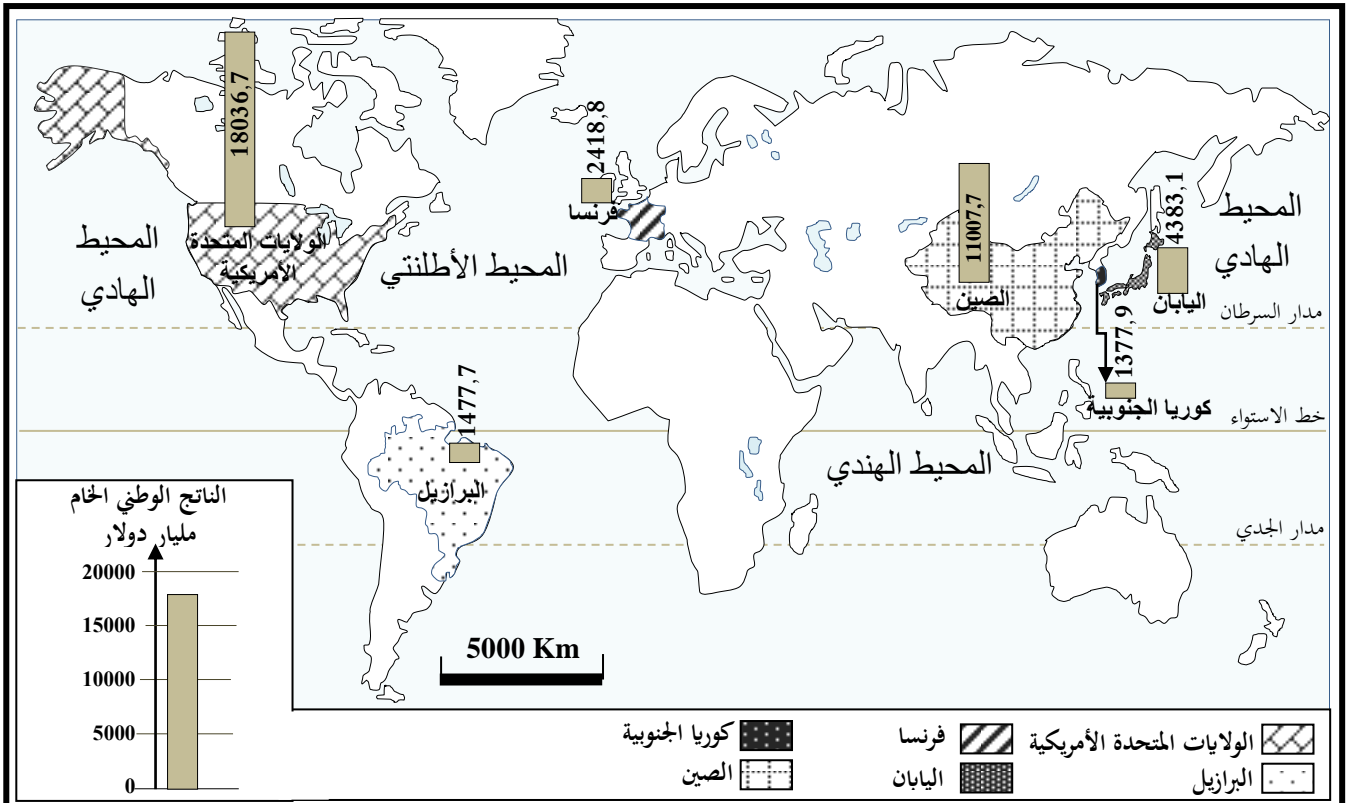 18036,7
2418,8
فرنسا
الولايات المتحدة
الأمريكية
المحيط
الهادي
المحيط الأطلنتي
11007,7
الصين
4383,1
اليابان
المحيط
الهادي
مدار السرطان
1377,9
كوريا الجنوبية
خط الاستواء
1477,7
البرازيل
المحيط الهندي
مدار الجدي
الناتج الوطني الخام
مليار دولار
20000
15000
10000
5000
0
5000 Km
الولايات المتحدة الأمريكية
فرنسا
كوريا الجنوبية
البرازيل
اليابان
الصين